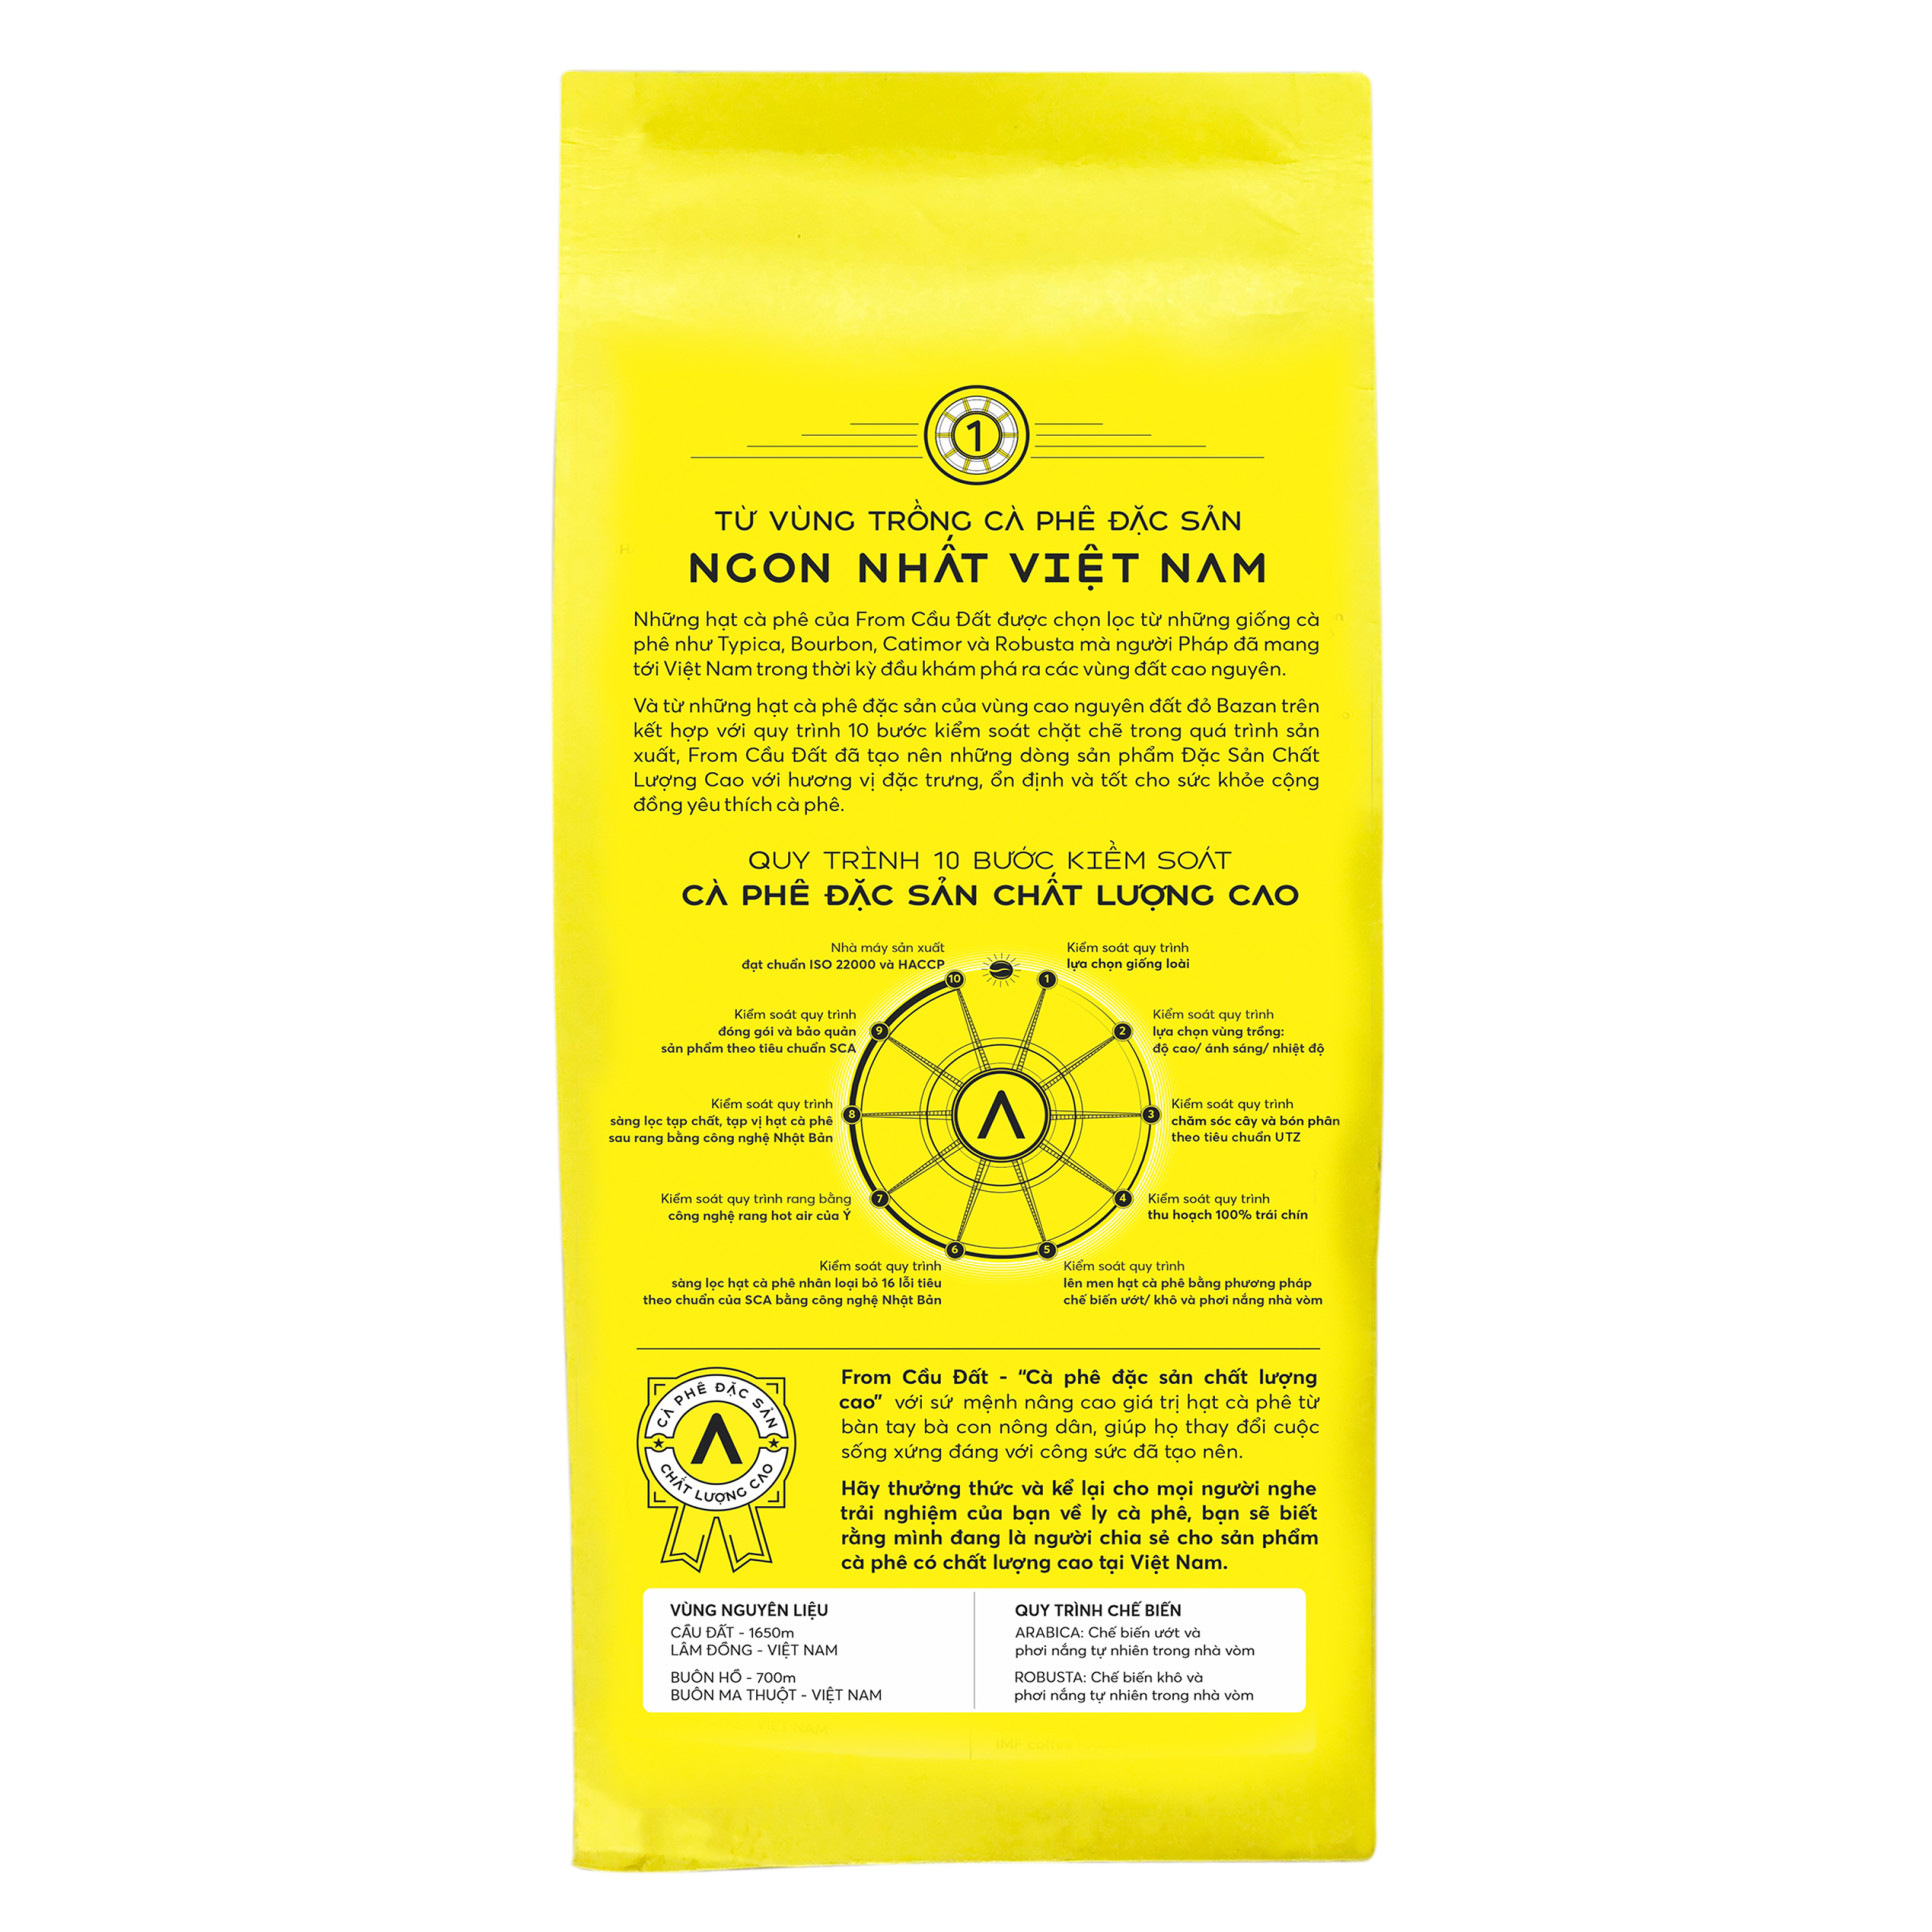 1
TỪ VÙNG TRỒNG CÀ PHÊ ĐẶC SẢN
NGON NHẤT VIỆT NAM
Những hạt cà phê của From Cầu Đất được chọn lọc từ những giống cà
phê như Typica, Bourbon, Catimor và Robusta mà người Pháp đã mang
tới Việt Nam trong thời kỳ đầu khám phá ra các vùng đất cao nguyên.
Và từ những hạt cà phê đặc sản của vùng cao nguyên đất đỏ Bazan trên
kết hợp với quy trình 10 bước kiểm soát chặt chẽ trong quá trình sản
xuất, From Cầu Đất đã tạo nên những dòng sản phẩm Đặc Sản Chất
Lượng Cao với hương vị đặc trưng, ổn định và tốt cho sức khỏe cộng
đồng yêu thích cà phê.
QUY TRÌNH 10 BƯỚC KIỂM SOÁT
CÀ PHÊ ĐẶC SẢN CHẤT LƯỢNG CAO
1
Kiểm soát quy trình
lựa chọn giống loài
2
Kiểm soát quy trình
lựa chọn vùng trồng:
độ cao/ ánh sáng/ nhiệt độ
3
Kiểm soát quy trình
chăm sóc cây và bón phân
theo tiêu chuẩn UTZ
4
Kiểm soát quy trình
thu hoạch 100% trái chín
5
Kiểm soát quy trình
lên men hạt cà phê bằng phương pháp
chế biến ướt/ khô và phơi nắng nhà vòm
6
Kiểm soát quy trình
sàng lọc hạt cà phê nhân loại bỏ 16 lỗi tiêu
theo chuẩn của SCA bằng công nghệ Nhật Bản
7
Kiểm soát quy trình rang bằng
công nghệ rang hot air của Ý
8
Kiểm soát quy trình
sàng lọc tạp chất, tạp vị hạt cà phê
sau rang bằng công nghệ Nhật Bản
9
Kiểm soát quy trình
đóng gói và bảo quản
sản phẩm theo tiêu chuẩn SCA
10
Nhà máy sản xuất
đạt chuẩn ISO 22000 và HACCP
CÀ PHÊ ĐẶC SẢN
CHẤT LƯỢNG CAO
From Cầu Đất - “Cà phê đặc sản chất lượng
cao” với sứ mệnh nâng cao giá trị hạt cà phê từ
bàn tay bà con nông dân, giúp họ thay đổi cuộc
sống xứng đáng với công sức đã tạo nên.
Hãy thưởng thức và kể lại cho mọi người nghe
trải nghiệm của bạn về ly cà phê, bạn sẽ biết
rằng mình đang là người chia sẻ cho sản phẩm
cà phê có chất lượng cao tại Việt Nam.
VÙNG NGUYÊN LIỆU
CẦU ĐẤT - 1650m
LÂM ĐỒNG - VIỆT NAM
BUÔN HỒ - 700m
BUÔN MA THUỘT - VIỆT NAM
QUY TRÌNH CHẾ BIẾN
ARABICA: Chế biến ướt và
phơi nắng tự nhiên trong nhà vòm
ROBUSTA: Chế biến khô và
phơi nắng tự nhiên trong nhà vòm